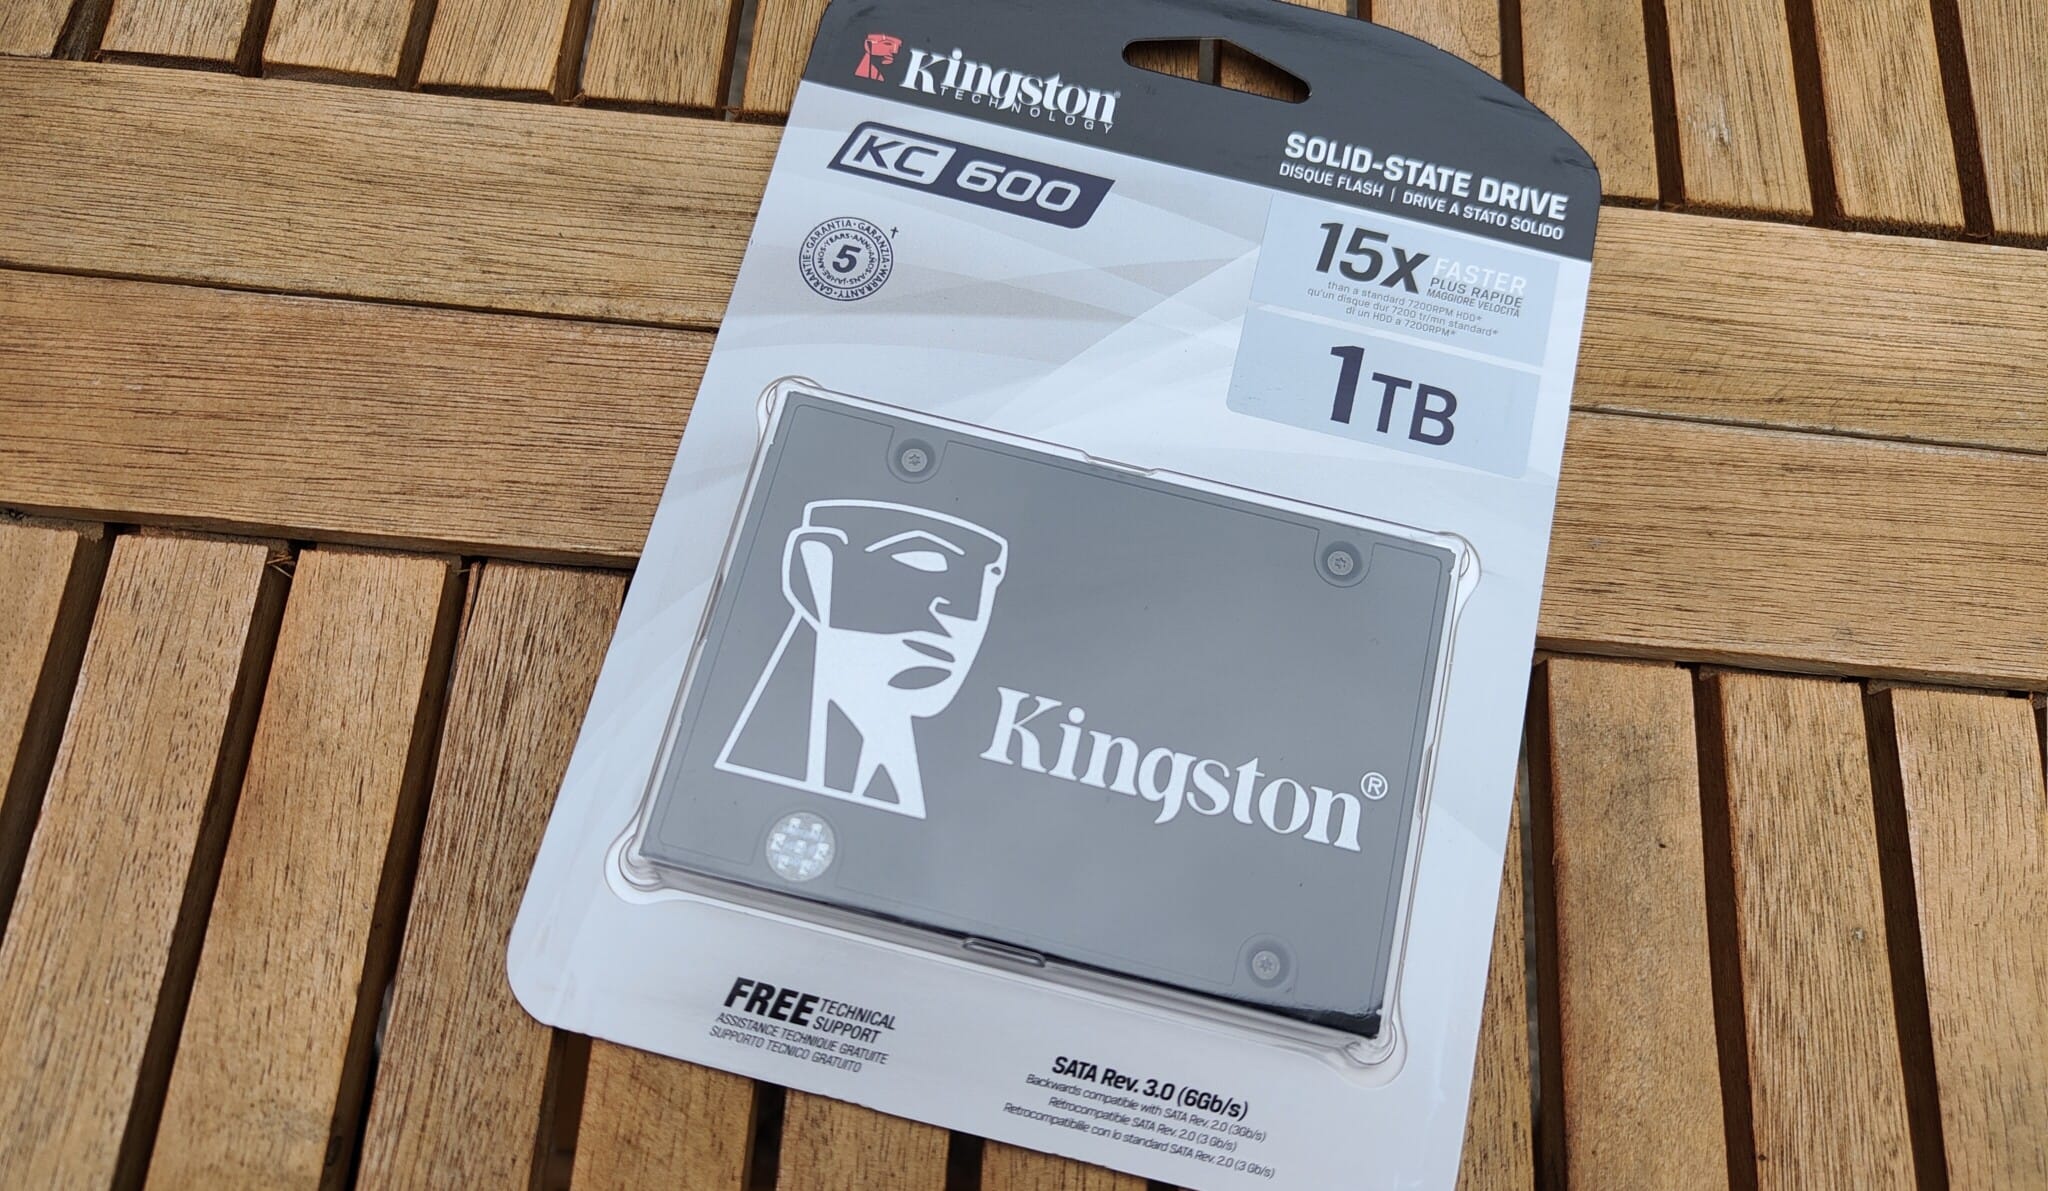 Kingston
TECHNOLOGY
KC 600
GARANTIE·GARANTIA·GARANZIA·WARRANTY
5
†
SOLID-STATE DRIVE
DISQUE FLASH | DRIVE A STATO SOLIDO
15X FASTER
PLUS RAPIDE
MAGGIORE VELOCITÀ
than a standard 7200RPM HDD*
qu'un disque dur 7200 tr/mn standard*
di un HDD a 7200RPM*
1TB
Kingston®
FREE TECHNICAL SUPPORT
ASSISTANCE TECHNIQUE GRATUITE
SUPPORTO TECNICO GRATUITO
SATA Rev. 3.0 (6Gb/s)
Backwards compatible with SATA Rev. 2.0 (3Gb/s)
Rétrocompatible SATA Rev. 2.0 (3 Gb/s)
Retrocompatibile con lo standard SATA Rev. 2.0 (3 Gb/s)